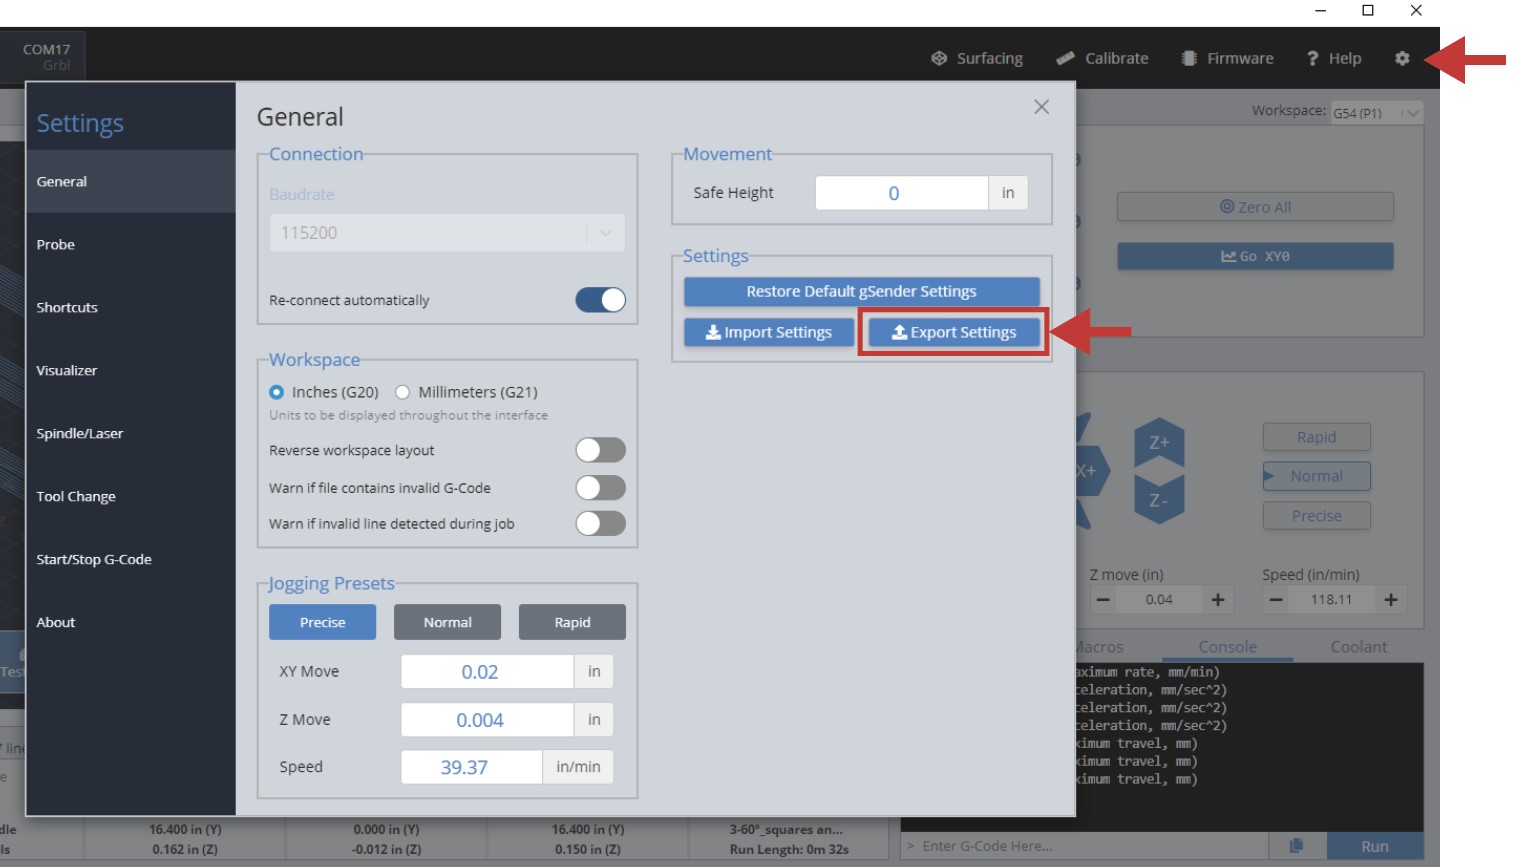 COM17
Grbl
Surfacing
Calibrate
Firmware
? Help
Workspace: G54 (P1)
Settings
General
Probe
Shortcuts
Visualizer
Spindle/Laser
Tool Change
Start/Stop G-Code
About
General
Connection
Baudrate
115200
Re-connect automatically
Workspace
Inches (G20) Millimeters (G21)
Units to be displayed throughout the interface
Reverse workspace layout
Warn if file contains invalid G-Code
Warn if invalid line detected during job
Jogging Presets
Precise Normal Rapid
XY Move 0.02 in
Z Move 0.004 in
Speed 39.37 in/min
Movement
Safe Height 0 in
Settings
Restore Default gSender Settings
Import Settings Export Settings
Zero All
Go XY0
X+
Z+
Z-
Rapid
Normal
Precise
Z move (in) Speed (in/min)
− 0.04 + − 118.11 +
Macros Console Coolant
aximum rate, mm/min)
celeration, mm/sec^2)
celeration, mm/sec^2)
celeration, mm/sec^2)
ximum travel, mm)
ximum travel, mm)
ximum travel, mm)
> Enter G-Code Here...
Run
Test
line
16.400 in (Y) 0.000 in (Y) 16.400 in (Y) 3-60°_squares an...
0.162 in (Z) -0.012 in (Z) 0.150 in (Z) Run Length: 0m 32s